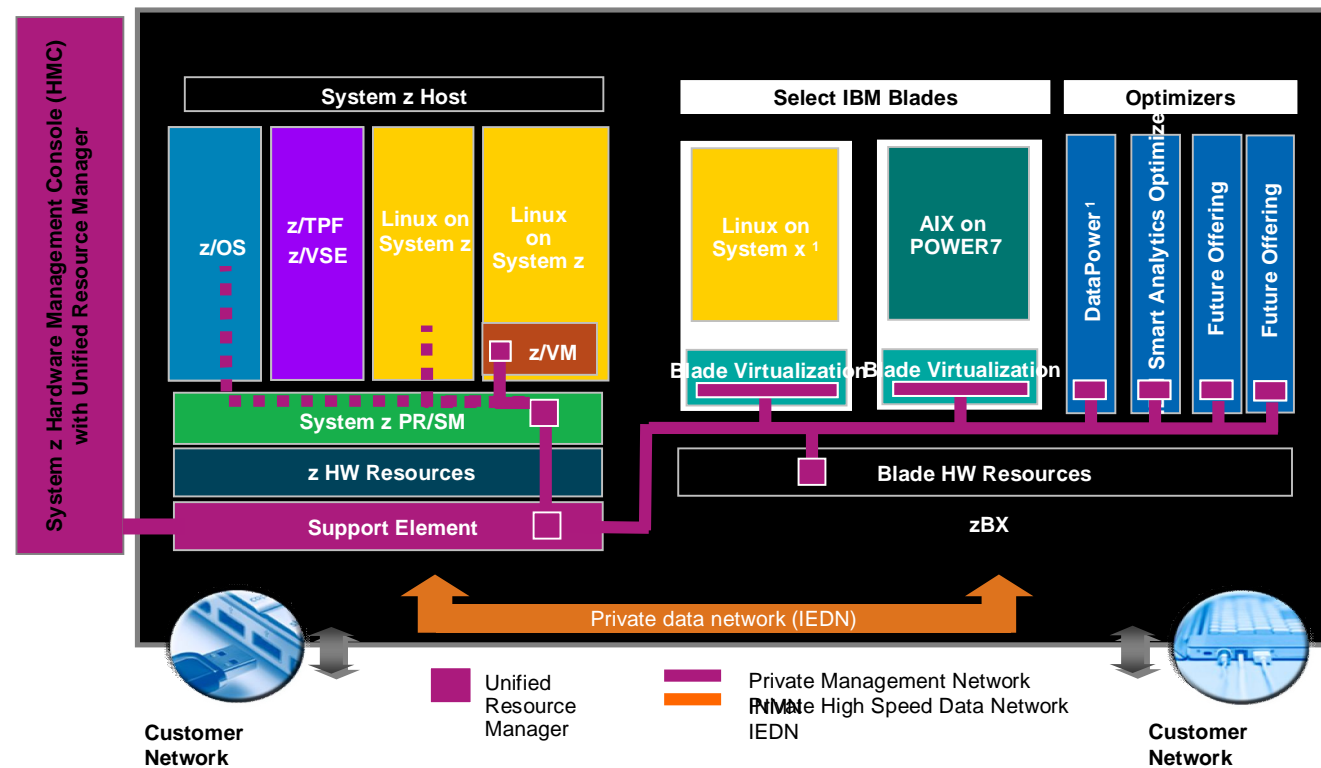 System z Hardware Management Console (HMC)
with Unified Resource Manager
System z Host
Select IBM Blades
Optimizers
z/OS
z/TPF
z/VSE
Linux on
System z
Linux
on
System z
z/VM
Linux on
System x ¹
AIX on
POWER7
Blade Virtualization
Blade Virtualization
DataPower ¹
Smart Analytics Optimize
Future Offering
Future Offering
System z PR/SM
z HW Resources
Support Element
Blade HW Resources
zBX
Private data network (IEDN)
Unified
Resource
Manager
Private Management Network
INMN
Private High Speed Data Network
IEDN
Customer
Network
Customer
Network